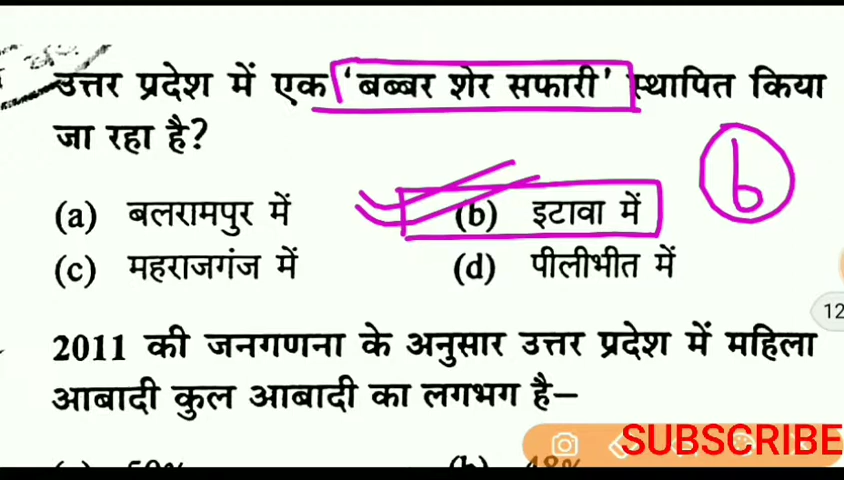 उत्तर प्रदेश में एक 'बब्बर शेर सफारी' स्थापित किया
जा रहा है?
b
(a) बलरामपुर में (b) इटावा में
(c) महराजगंज में (d) पीलीभीत में
12
2011 की जनगणना के अनुसार उत्तर प्रदेश में महिला
आबादी कुल आबादी का लगभग है–
SUBSCRIBE
(b) 48%